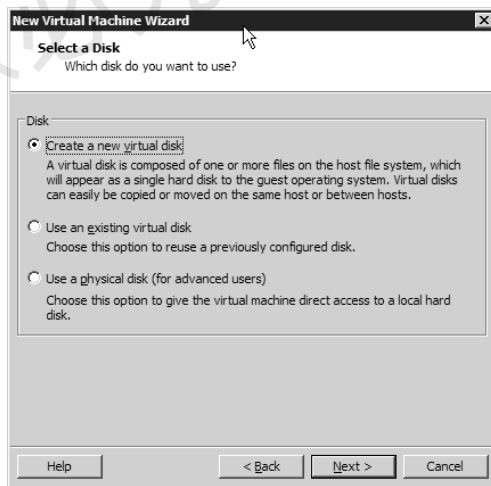 New Virtual Machine Wizard
Select a Disk
Which disk do you want to use?
Disk
Create a new virtual disk
A virtual disk is composed of one or more files on the host file system, which
will appear as a single hard disk to the guest operating system. Virtual disks
can easily be copied or moved on the same host or between hosts.
Use an existing virtual disk
Choose this option to reuse a previously configured disk.
Use a physical disk (for advanced users)
Choose this option to give the virtual machine direct access to a local hard
disk.
Help
< Back
Next >
Cancel